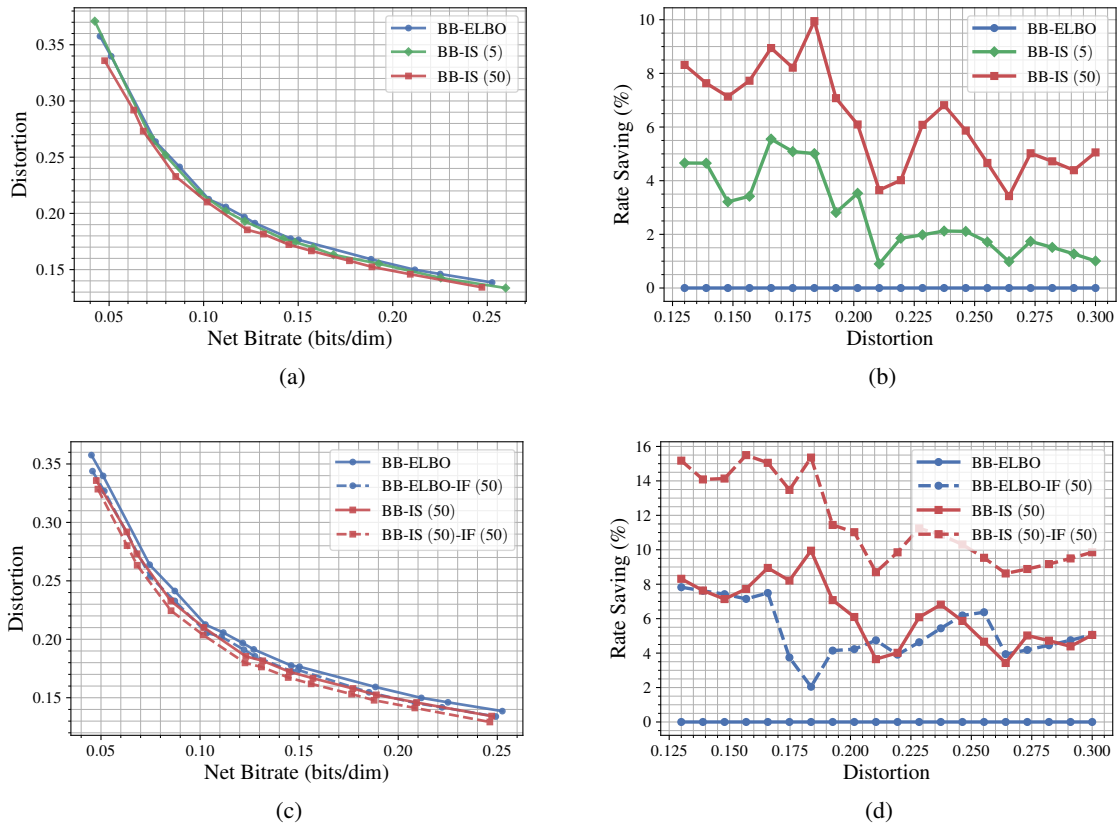 BB-ELBO
BB-IS (5)
BB-IS (50)
Distortion
0.35
0.30
0.25
0.20
0.15
0.05
0.10
0.15
0.20
0.25
Net Bitrate (bits/dim)
(a)
BB-ELBO
BB-IS (5)
BB-IS (50)
Rate Saving (%)
10
8
6
4
2
0
0.125
0.150
0.175
0.200
0.225
0.250
0.275
0.300
Distortion
(b)
BB-ELBO
BB-ELBO-IF (50)
BB-IS (50)
BB-IS (50)-IF (50)
Distortion
0.35
0.30
0.25
0.20
0.15
0.05
0.10
0.15
0.20
0.25
Net Bitrate (bits/dim)
(c)
BB-ELBO
BB-ELBO-IF (50)
BB-IS (50)
BB-IS (50)-IF (50)
Rate Saving (%)
16
14
12
10
8
6
4
2
0
0.125
0.150
0.175
0.200
0.225
0.250
0.275
0.300
Distortion
(d)